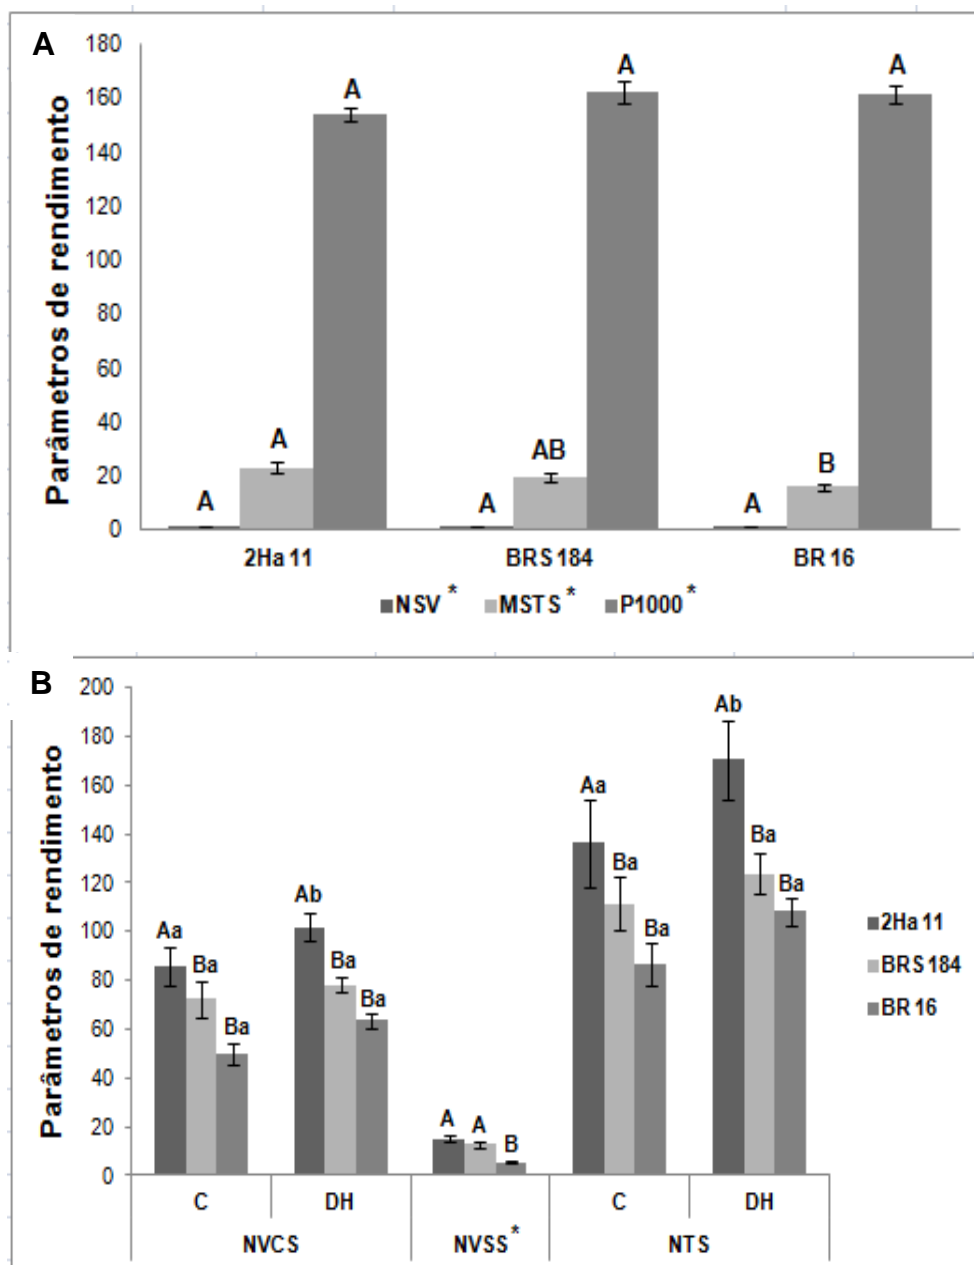 A
Parâmetros de rendimento
180
160
140
120
100
80
60
40
20
0
A A A
A AB B
A A A
2Ha 11 BRS 184 BR 16
NSV * MSTS * P1000 *
B
Parâmetros de rendimento
200
180
160
140
120
100
80
60
40
20
0
Aa Ba Ba Ab Ba Ba A A B Aa Ba Ba Ab Ba Ba
2Ha 11
BRS 184
BR 16
C DH C DH
NVCS NVSS* NTS